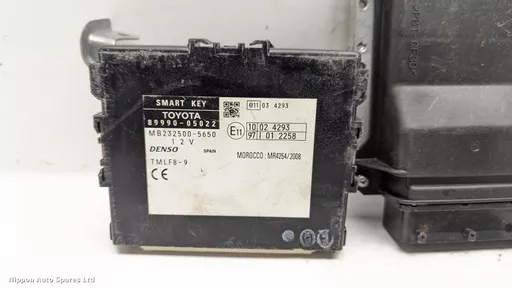 SMART KEY
TOYOTA
89990-05022
MB232500-5650
12V
DENSO SPAIN
TMLF8-9
CE
e11 03 4293
E11
10 02 4293
97 I 01 2258
MOROCCO: MR4254/2008
Nippon Auto Spares Ltd